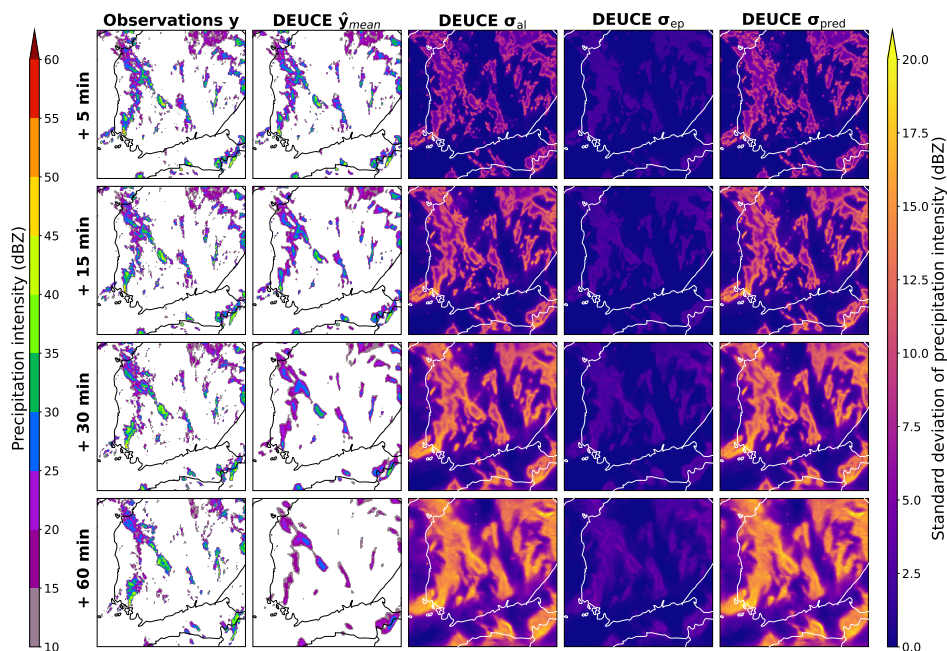 Observations y
DEUCE ŷmean
DEUCE σal
DEUCE σep
DEUCE σpred
+ 5 min
+ 15 min
+ 30 min
+ 60 min
Precipitation intensity (dBZ)
60
55
50
45
40
35
30
25
20
15
10
20.0
17.5
15.0
12.5
10.0
7.5
5.0
2.5
0.0
Standard deviation of precipitation intensity (dBZ)